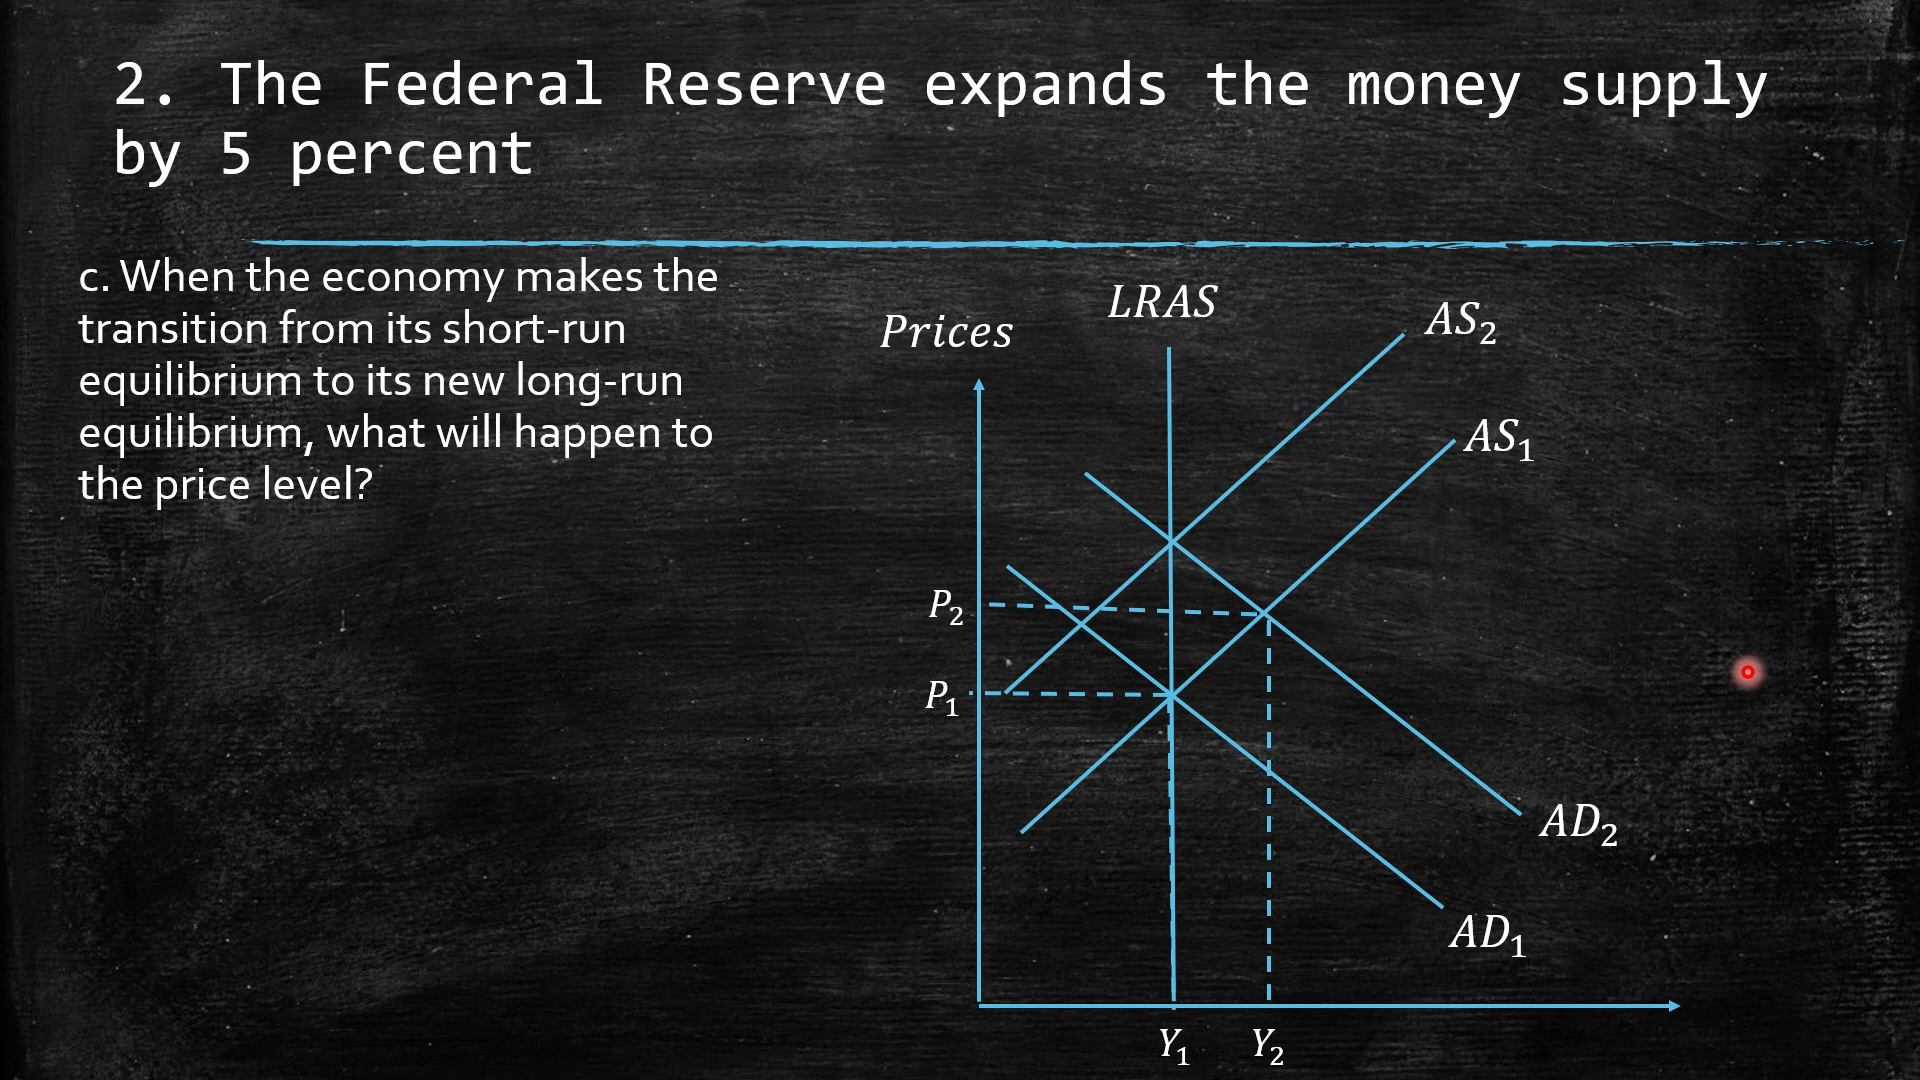 2. The Federal Reserve expands the money supply
by 5 percent
c. When the economy makes the
transition from its short-run
equilibrium to its new long-run
equilibrium, what will happen to
the price level?
Prices
LRAS
AS₂
AS₁
P₂
P₁
AD₂
AD₁
Y₁
Y₂